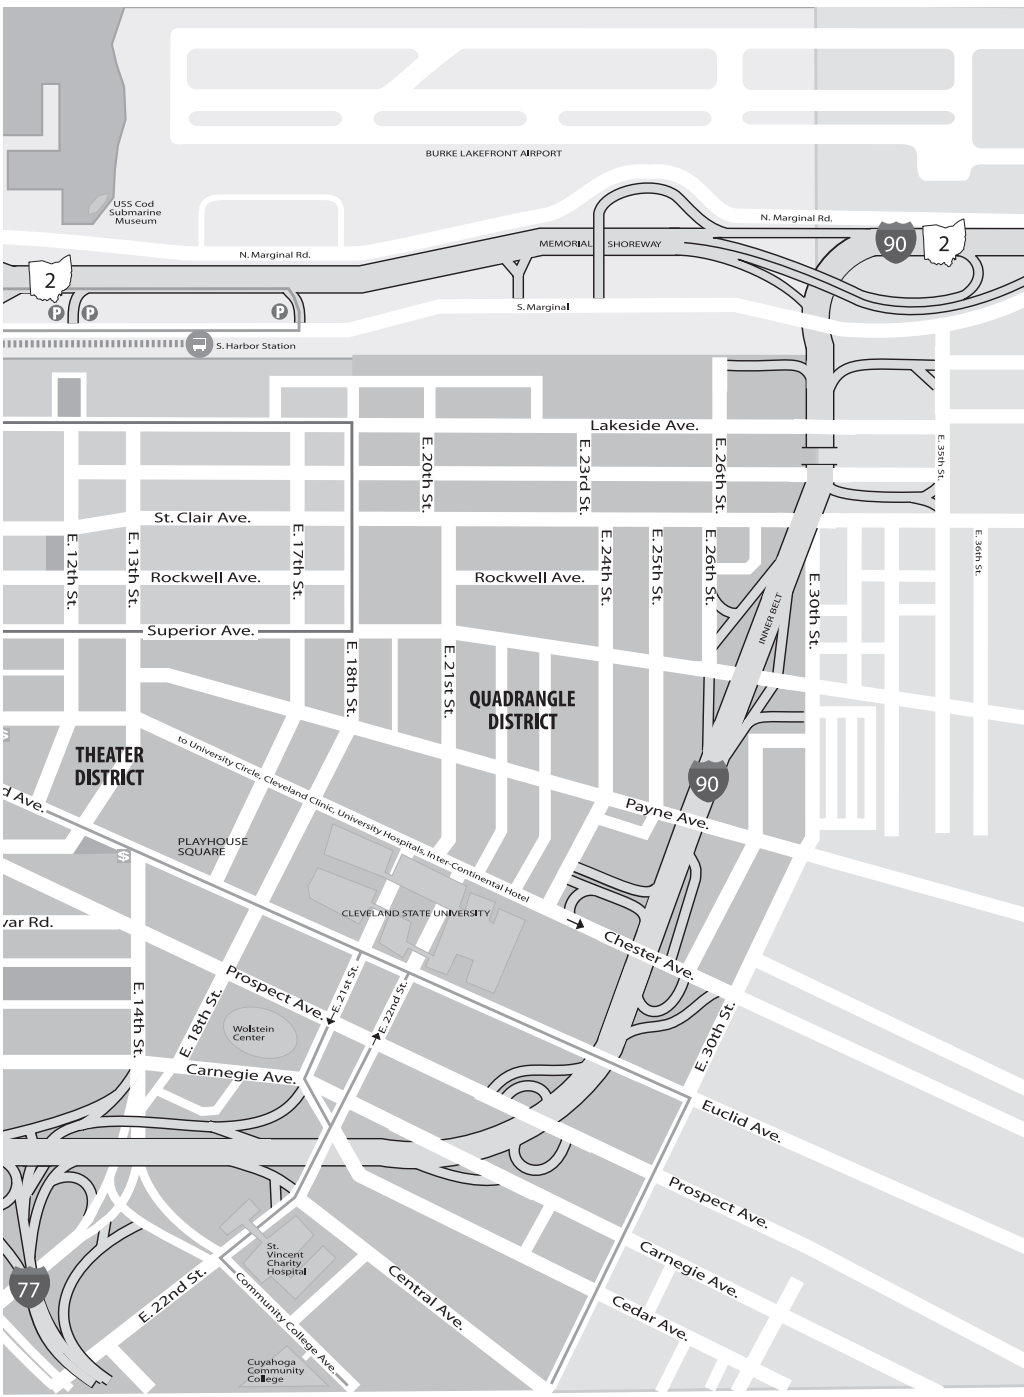 BURKE LAKEFRONT AIRPORT
USS Cod
Submarine
Museum
N. Marginal Rd.
90
2
N. Marginal Rd.
MEMORIAL SHOREWAY
2
P
P
P
S. Marginal
S. Harbor Station
Lakeside Ave.
E. 20th St.
E. 23rd St.
E. 26th St.
E. 35th St.
St. Clair Ave.
E. 12th St.
E. 13th St.
E. 17th St.
E. 24th St.
E. 25th St.
E. 26th St.
E. 36th St.
Rockwell Ave.
Rockwell Ave.
E. 30th St.
INNER BELT
Superior Ave.
E. 18th St.
E. 21st St.
QUADRANGLE
DISTRICT
THEATER
DISTRICT
to University Circle, Cleveland Clinic, University Hospitals, Inter-Continental Hotel
90
d Ave.
Payne Ave.
PLAYHOUSE
SQUARE
$
$
CLEVELAND STATE UNIVERSITY
var Rd.
Chester Ave.
Prospect Ave.
E. 21st St.
E. 22nd St.
E. 14th St.
E. 18th St.
Wolstein
Center
E. 30th St.
Carnegie Ave.
Euclid Ave.
Prospect Ave.
Carnegie Ave.
Cedar Ave.
St.
Vincent
Charity
Hospital
77
E. 22nd St.
Community College Ave.
Central Ave.
Cuyahoga
Community
College